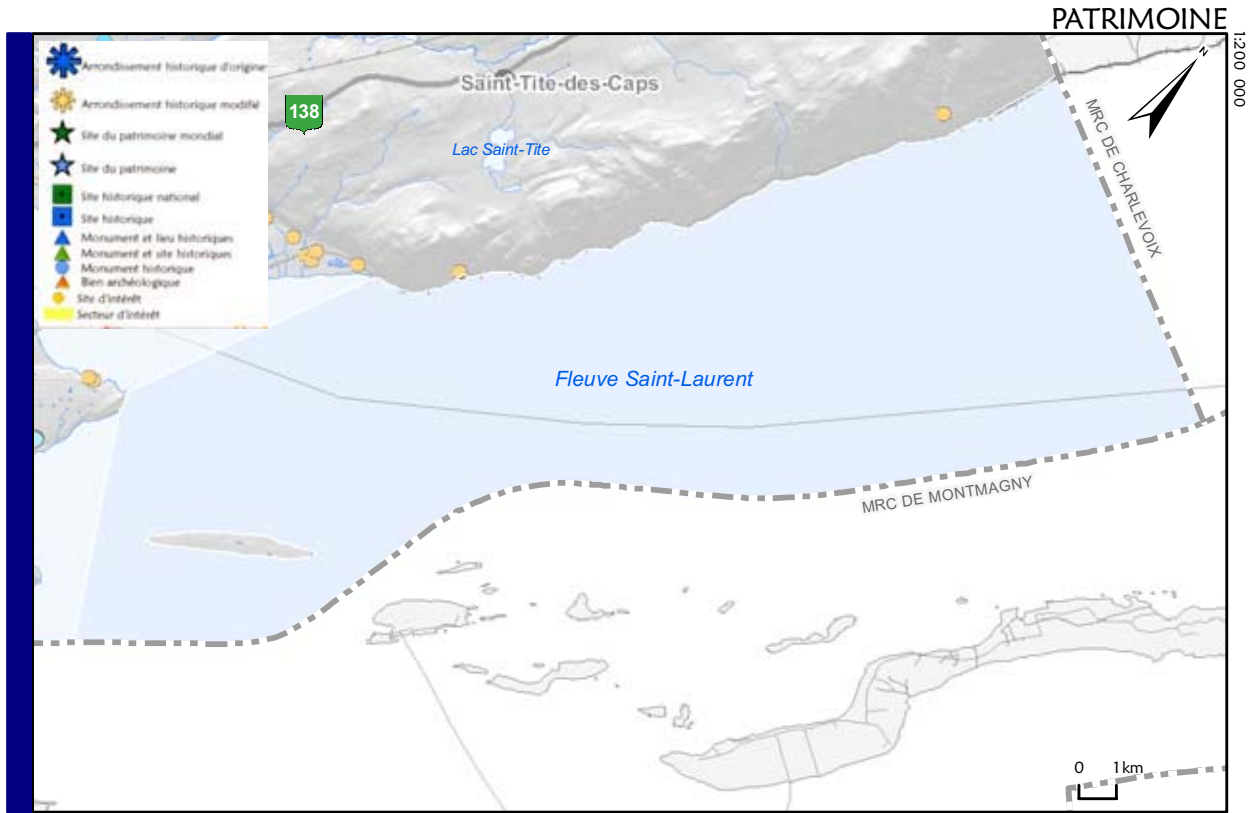 PATRIMOINE
1:200 000
N
Arrondissement historique d'origine
Arrondissement historique modifié
Site du patrimoine mondial
Site du patrimoine
Site historique national
Site historique
Monument et lieu historiques
Monument et site historiques
Monument historique
Bien archéologique
Site d'intérêt
Secteur d'intérêt
138
Saint-Tite-des-Caps
Lac Saint-Tite
MRC DE CHARLEVOIX
Fleuve Saint-Laurent
MRC DE MONTMAGNY
0 1km